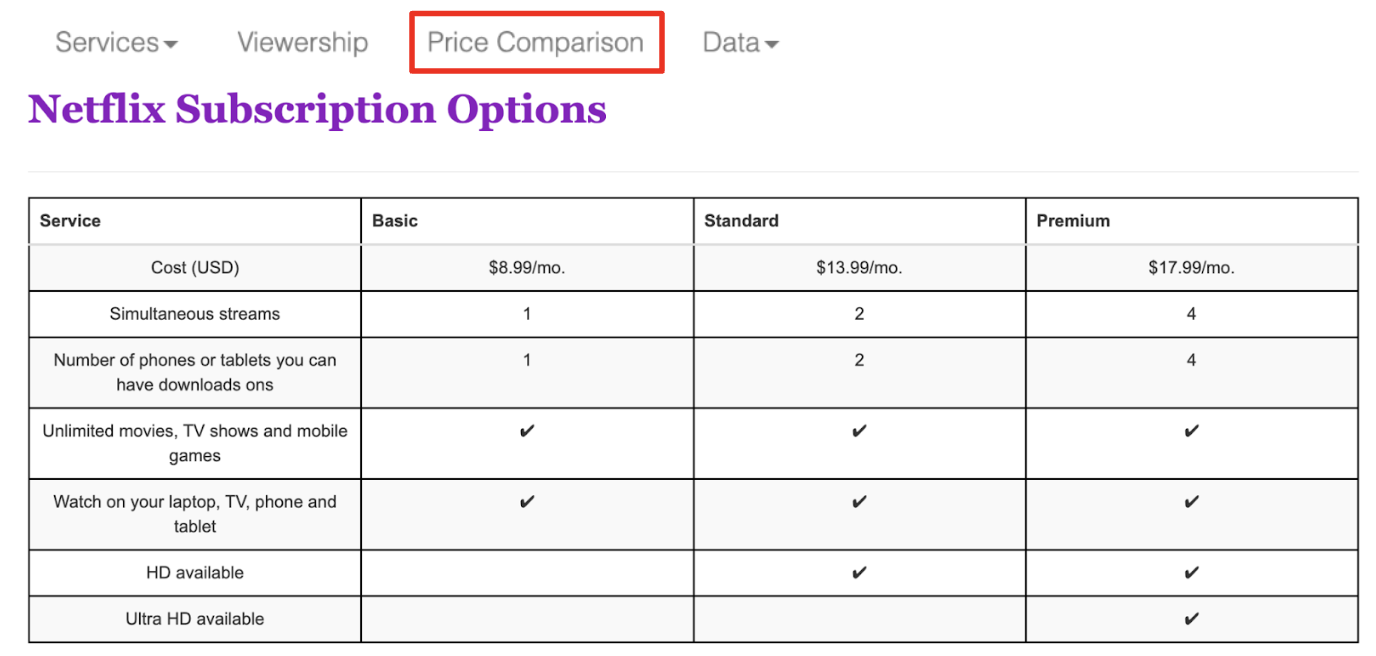 Services Viewership Price Comparison Data
Netflix Subscription Options
Service Basic Standard Premium
Cost (USD) $8.99/mo. $13.99/mo. $17.99/mo.
Simultaneous streams 1 2 4
Number of phones or tablets you can 1 2 4
have downloads ons
Unlimited movies, TV shows and mobile ✔ ✔ ✔
games
Watch on your laptop, TV, phone and ✔ ✔ ✔
tablet
HD available ✔ ✔
Ultra HD available ✔